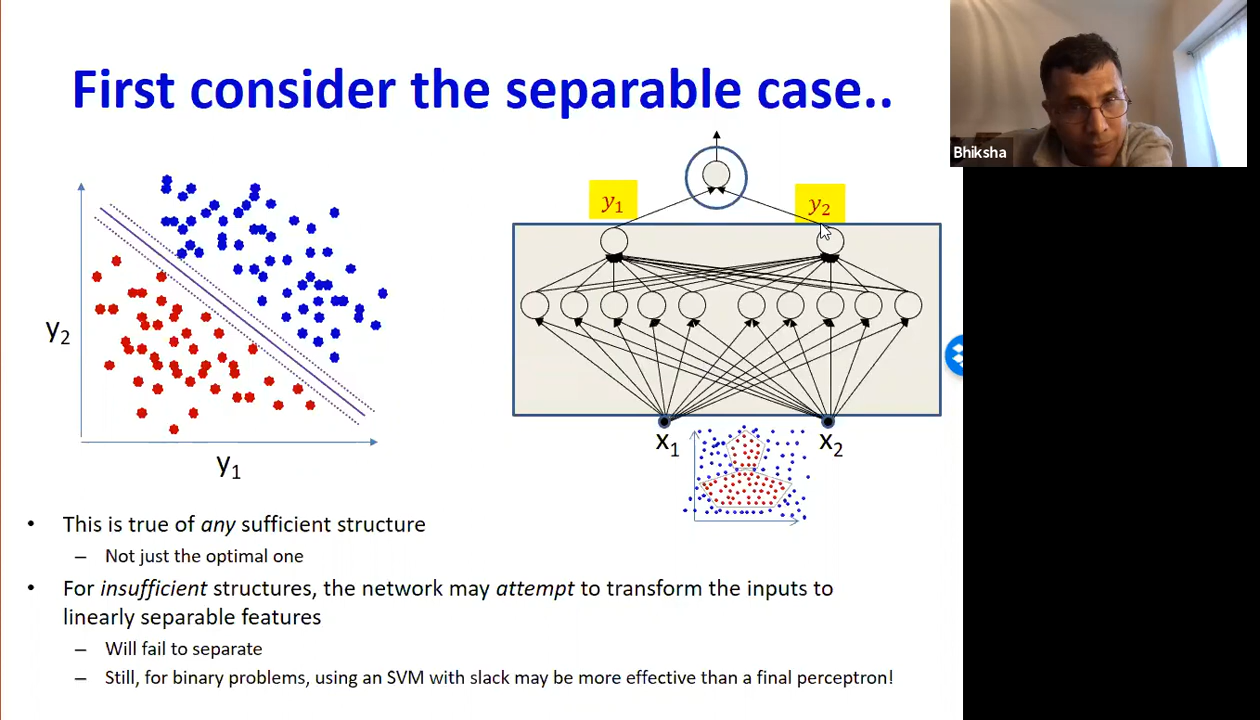 First consider the separable case..
Bhiksha
y₁
y₂
y₂
y₁
x₁
x₂
• This is true of any sufficient structure
– Not just the optimal one
• For insufficient structures, the network may attempt to transform the inputs to
linearly separable features
– Will fail to separate
– Still, for binary problems, using an SVM with slack may be more effective than a final perceptron!